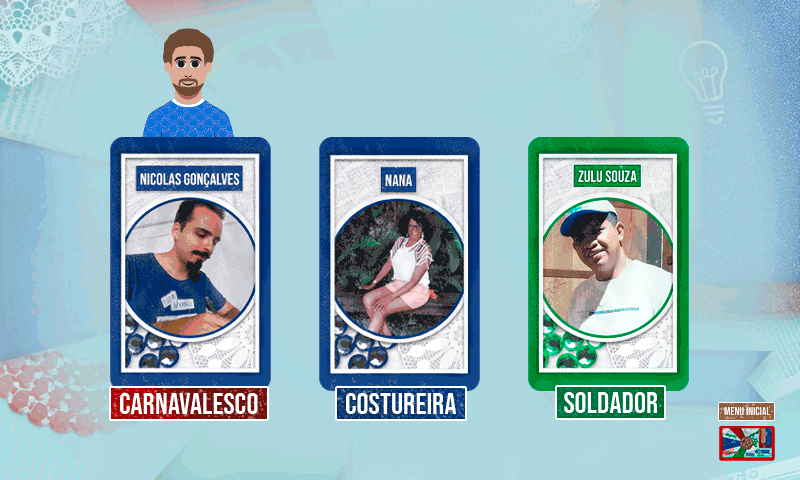 NICOLAS GONÇALVES
NANA
ZULU SOUZA
CARNAVALESCO
COSTUREIRA
SOLDADOR
MENU INICIAL